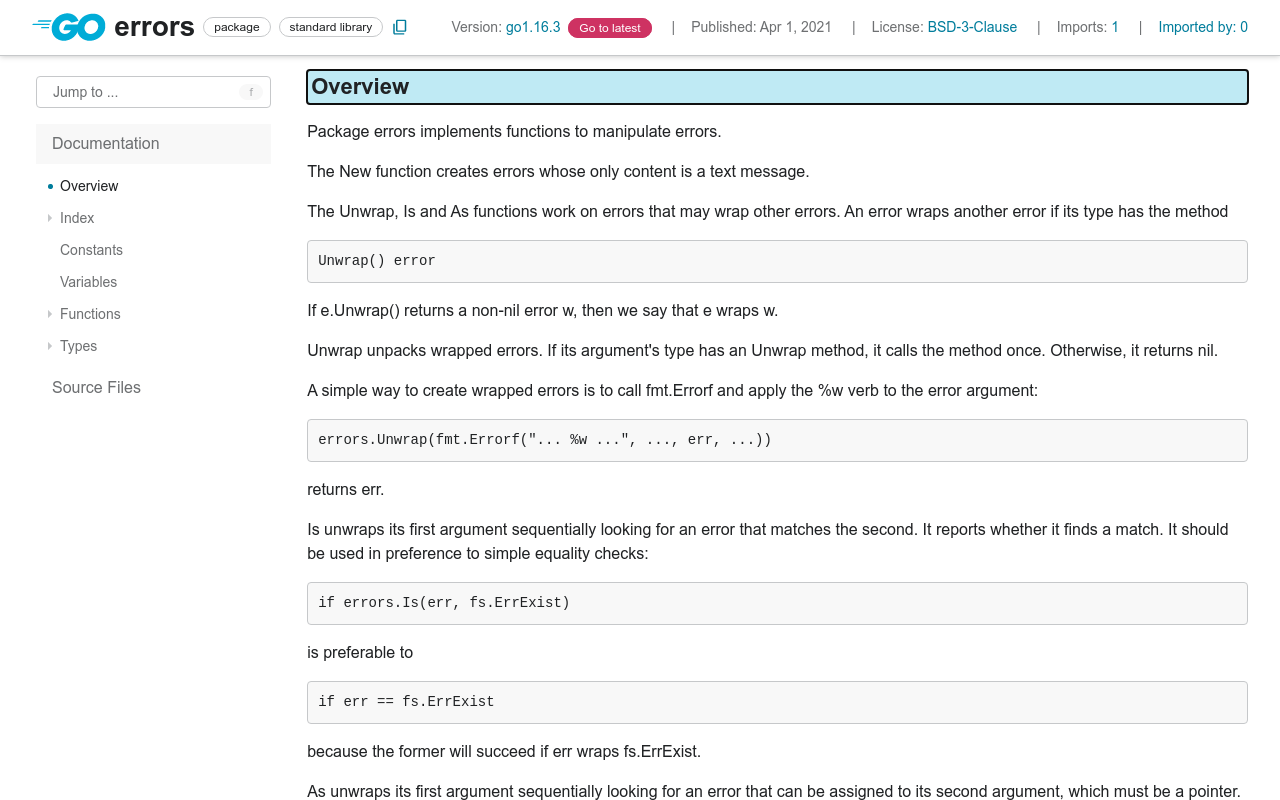 GO errors package standard library Version: go1.16.3 Go to latest | Published: Apr 1, 2021 | License: BSD-3-Clause | Imports: 1 | Imported by: 0
Jump to ... f
Documentation
Overview
Index
Constants
Variables
Functions
Types
Source Files
Overview
Package errors implements functions to manipulate errors.
The New function creates errors whose only content is a text message.
The Unwrap, Is and As functions work on errors that may wrap other errors. An error wraps another error if its type has the method
Unwrap() error
If e.Unwrap() returns a non-nil error w, then we say that e wraps w.
Unwrap unpacks wrapped errors. If its argument's type has an Unwrap method, it calls the method once. Otherwise, it returns nil.
A simple way to create wrapped errors is to call fmt.Errorf and apply the %w verb to the error argument:
errors.Unwrap(fmt.Errorf("... %w ...", ..., err, ...))
returns err.
Is unwraps its first argument sequentially looking for an error that matches the second. It reports whether it finds a match. It should
be used in preference to simple equality checks:
if errors.Is(err, fs.ErrExist)
is preferable to
if err == fs.ErrExist
because the former will succeed if err wraps fs.ErrExist.
As unwraps its first argument sequentially looking for an error that can be assigned to its second argument, which must be a pointer.